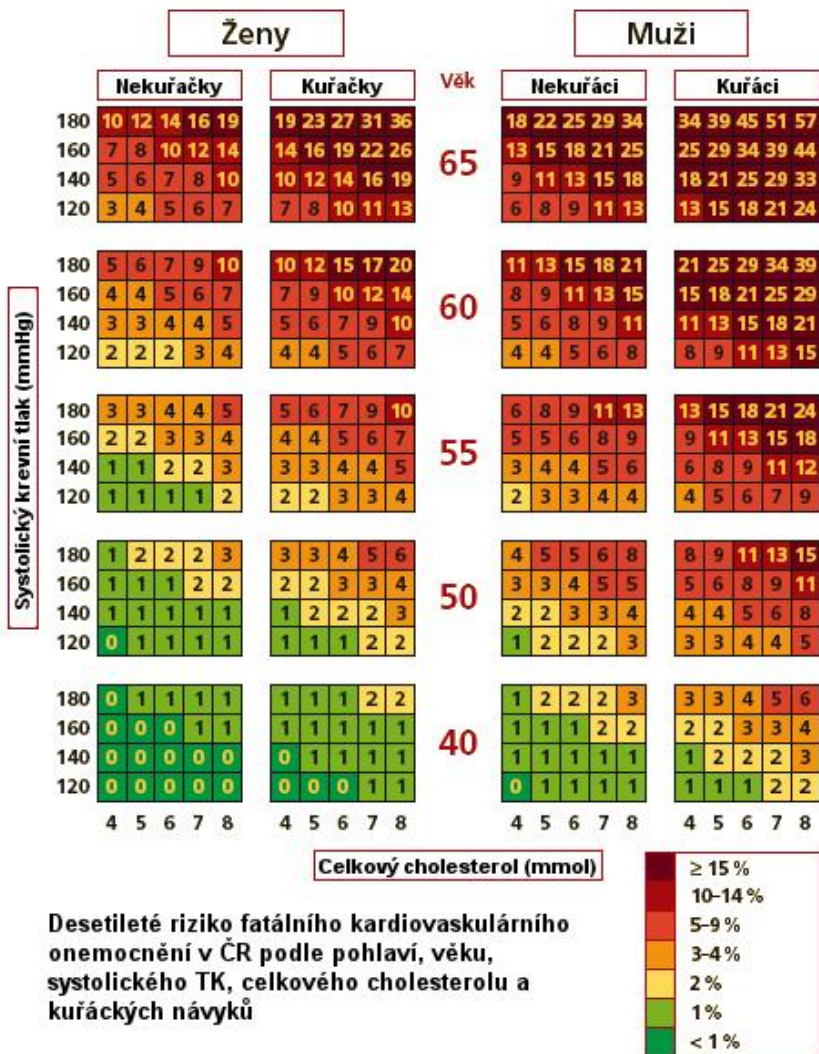 Ženy Muži
Nekuřačky Kuřačky Věk Nekuřáci Kuřáci
180 10 12 14 16 19 19 23 27 31 36 18 22 25 29 34 34 39 45 51 57
160 7 8 10 12 14 14 16 19 22 26 13 15 18 21 25 25 29 34 39 44
65
140 5 6 7 8 10 10 12 14 16 19 9 11 13 15 18 18 21 25 29 33
120 3 4 5 6 7 7 8 10 11 13 6 8 9 11 13 13 15 18 21 24
180 5 6 7 9 10 10 12 15 17 20 11 13 15 18 21 21 25 29 34 39
160 4 4 5 6 7 7 9 10 12 14 8 9 11 13 15 15 18 21 25 29
60
140 3 3 4 4 5 5 6 7 9 10 5 6 8 9 11 11 13 15 18 21
120 2 2 2 3 4 4 4 5 6 7 4 4 5 6 8 8 9 11 13 15
180 3 3 4 4 5 5 6 7 9 10 6 8 9 11 13 13 15 18 21 24
160 2 2 3 3 4 4 4 5 6 7 5 5 6 8 9 9 11 13 15 18
55
140 1 1 2 2 3 3 3 4 4 5 3 4 4 5 6 6 8 9 11 12
120 1 1 1 1 2 2 2 3 3 4 2 3 3 4 4 4 5 6 7 9
180 1 2 2 2 3 3 3 4 5 6 4 5 5 6 8 8 9 11 13 15
160 1 1 1 2 2 2 2 3 3 4 3 3 4 5 5 5 6 8 9 11
50
140 1 1 1 1 1 1 2 2 2 3 2 2 3 3 4 4 4 5 6 8
120 0 1 1 1 1 1 1 1 2 2 1 2 2 2 3 3 3 4 4 5
180 0 1 1 1 1 1 1 1 2 2 1 2 2 2 3 3 3 4 5 6
160 0 0 0 1 1 1 1 1 1 1 1 1 1 2 2 2 2 3 3 4
40
140 0 0 0 0 0 0 1 1 1 1 1 1 1 1 1 1 2 2 2 3
120 0 0 0 0 0 0 0 0 1 1 0 1 1 1 1 1 1 1 2 2
4 5 6 7 8 4 5 6 7 8 4 5 6 7 8 4 5 6 7 8
Systolický krevní tlak (mmHg)
Celkový cholesterol (mmol)
≥ 15 %
10–14 %
5–9 %
3–4 %
2 %
1 %
< 1 %
Desetileté riziko fatálního kardiovaskulárního
onemocnění v ČR podle pohlaví, věku,
systolického TK, celkového cholesterolu a
kuřáckých návyků